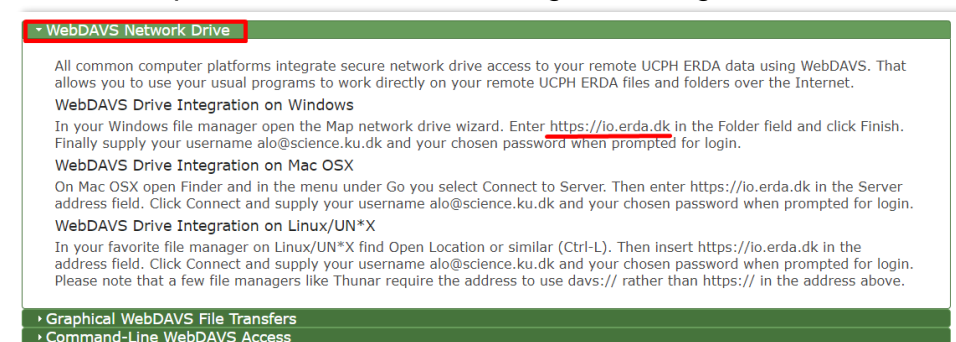 WebDAVS Network Drive
All common computer platforms integrate secure network drive access to your remote UCPH ERDA data using WebDAVS. That
allows you to use your usual programs to work directly on your remote UCPH ERDA files and folders over the Internet.
WebDAVS Drive Integration on Windows
In your Windows file manager open the Map network drive wizard. Enter https://io.erda.dk in the Folder field and click Finish.
Finally supply your username alo@science.ku.dk and your chosen password when prompted for login.
WebDAVS Drive Integration on Mac OSX
On Mac OSX open Finder and in the menu under Go you select Connect to Server. Then enter https://io.erda.dk in the Server
address field. Click Connect and supply your username alo@science.ku.dk and your chosen password when prompted for login.
WebDAVS Drive Integration on Linux/UN*X
In your favorite file manager on Linux/UN*X find Open Location or similar (Ctrl-L). Then insert https://io.erda.dk in the
address field. Click Connect and supply your username alo@science.ku.dk and your chosen password when prompted for login.
Please note that a few file managers like Thunar require the address to use davs:// rather than https:// in the address above.
Graphical WebDAVS File Transfers
Command-Line WebDAVS Access